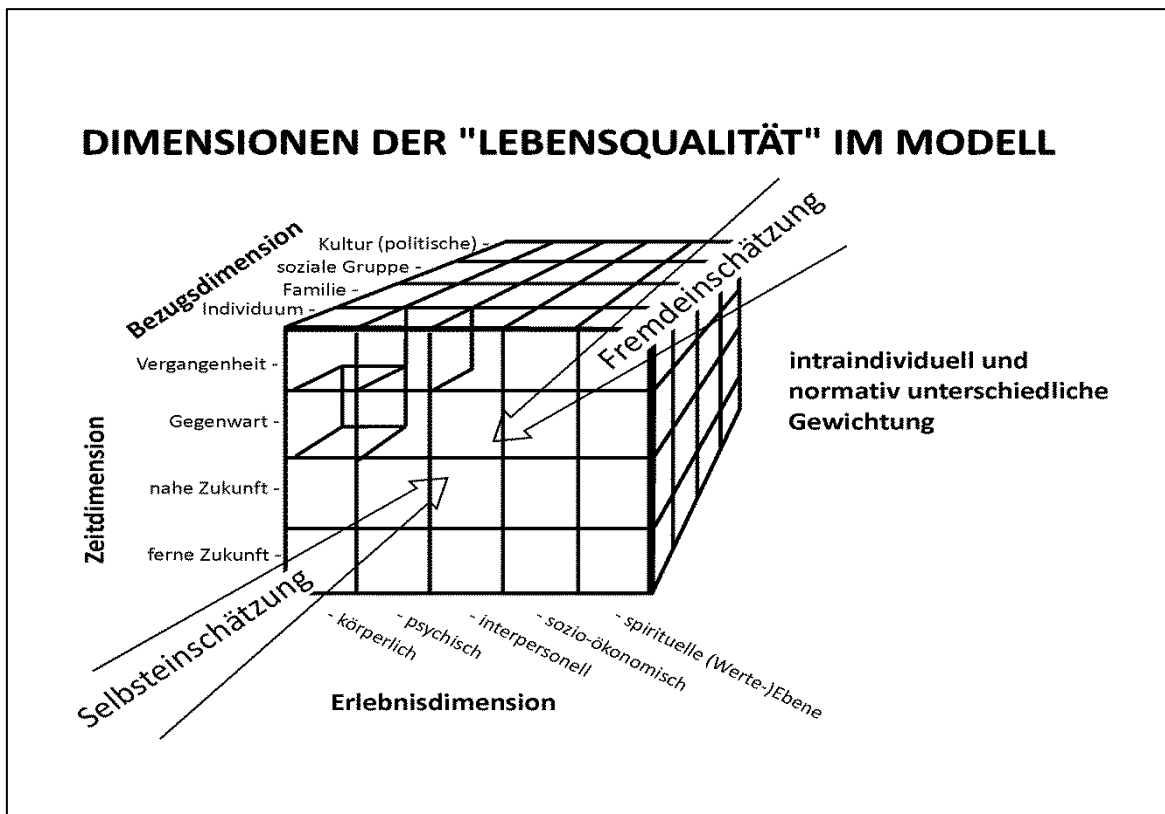 DIMENSIONEN DER "LEBENSQUALITÄT" IM MODELL
Bezugsdimension
Kultur (politische) -
soziale Gruppe -
Familie -
Individuum -
Fremdeinschätzung
Zeitdimension
Vergangenheit -
Gegenwart -
nahe Zukunft -
ferne Zukunft -
intraindividuell und
normativ unterschiedliche
Gewichtung
Selbsteinschätzung
- körperlich
- psychisch
- interpersonell
- sozio-ökonomisch
- spirituelle (Werte-)Ebene
Erlebnisdimension